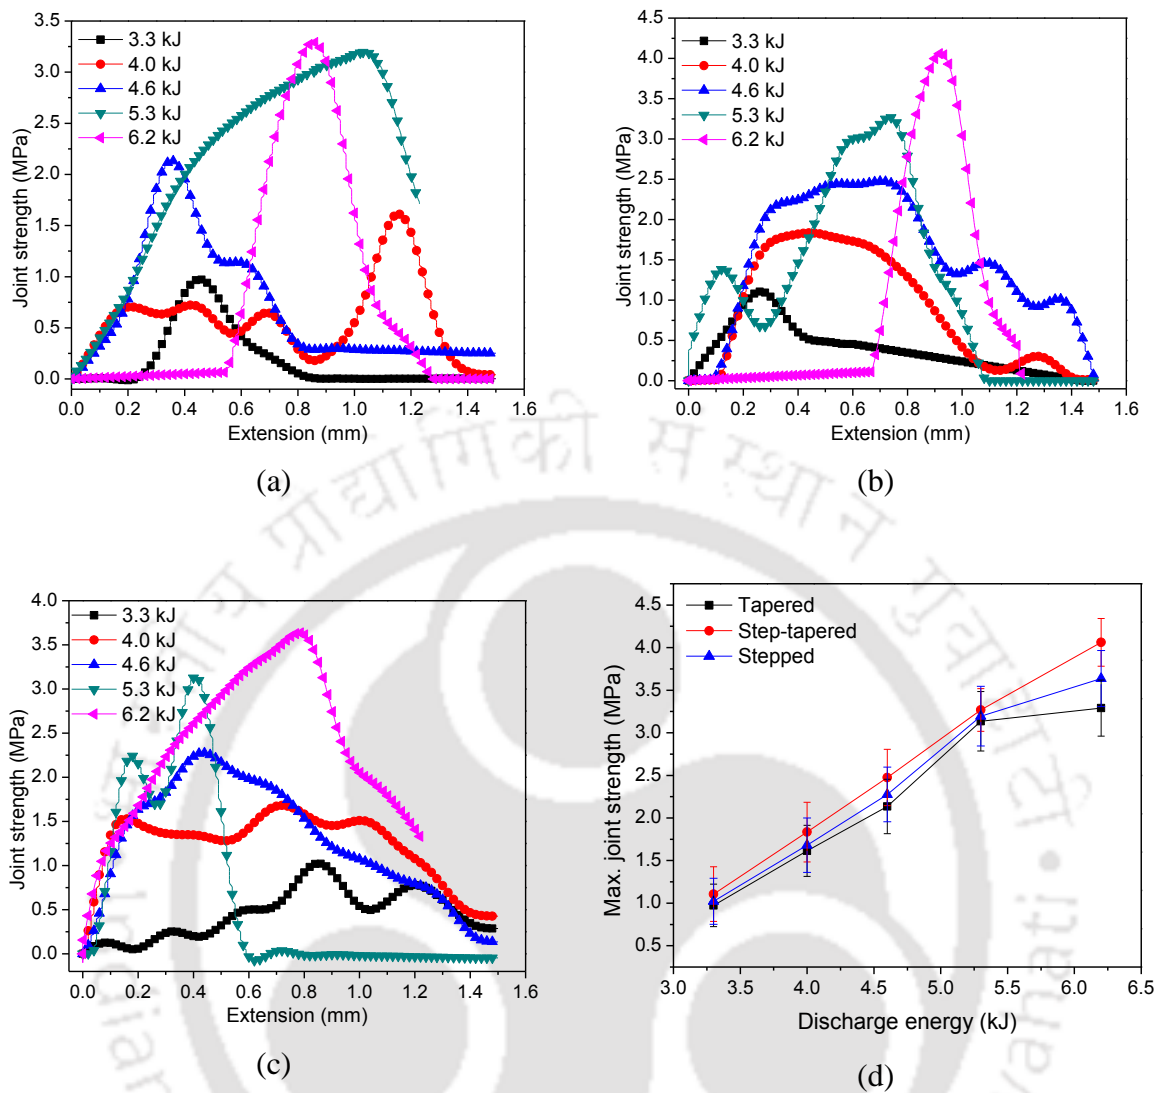 3.5
3.0
2.5
2.0
1.5
1.0
0.5
0.0
Joint strength (MPa)
3.3 kJ
4.0 kJ
4.6 kJ
5.3 kJ
6.2 kJ
0.0 0.2 0.4 0.6 0.8 1.0 1.2 1.4 1.6
Extension (mm)
(a)
4.5
4.0
3.5
3.0
2.5
2.0
1.5
1.0
0.5
0.0
Joint strength (MPa)
3.3 kJ
4.0 kJ
4.6 kJ
5.3 kJ
6.2 kJ
0.0 0.2 0.4 0.6 0.8 1.0 1.2 1.4 1.6
Extension (mm)
(b)
4.0
3.5
3.0
2.5
2.0
1.5
1.0
0.5
0.0
Joint strength (MPa)
3.3 kJ
4.0 kJ
4.6 kJ
5.3 kJ
6.2 kJ
0.0 0.2 0.4 0.6 0.8 1.0 1.2 1.4 1.6
Extension (mm)
(c)
4.5
4.0
3.5
3.0
2.5
2.0
1.5
1.0
0.5
Max. joint strength (MPa)
Tapered
Step-tapered
Stepped
3.0 3.5 4.0 4.5 5.0 5.5 6.0 6.5
Discharge energy (kJ)
(d)